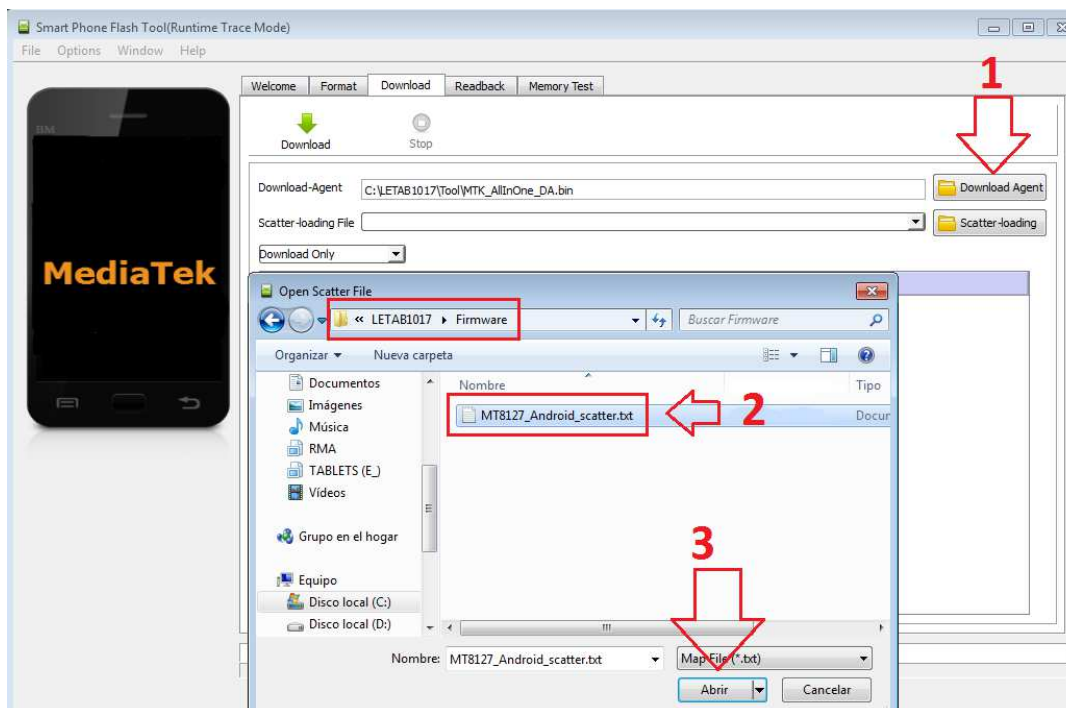 Smart Phone Flash Tool(Runtime Trace Mode)
File Options Window Help
1
Welcome Format Download Readback Memory Test
BM
Download Stop
Download-Agent C:\LETAB1017\Tool\MTK_AllInOne_DA.bin Download Agent
Scatter-loading File Scatter-loading
Download Only
MediaTek
Open Scatter File
« LETAB1017 Firmware Buscar Firmware
Organizar Nueva carpeta
Documentos
Imágenes
Música
RMA
TABLETS (E_)
Vídeos
Grupo en el hogar
Equipo
Disco local (C:)
Disco local (D:)
Nombre Tipo
MT8127_Android_scatter.txt Docur
2
3
Nombre: MT8127_Android_scatter.txt Map File (*.txt)
Abrir Cancelar